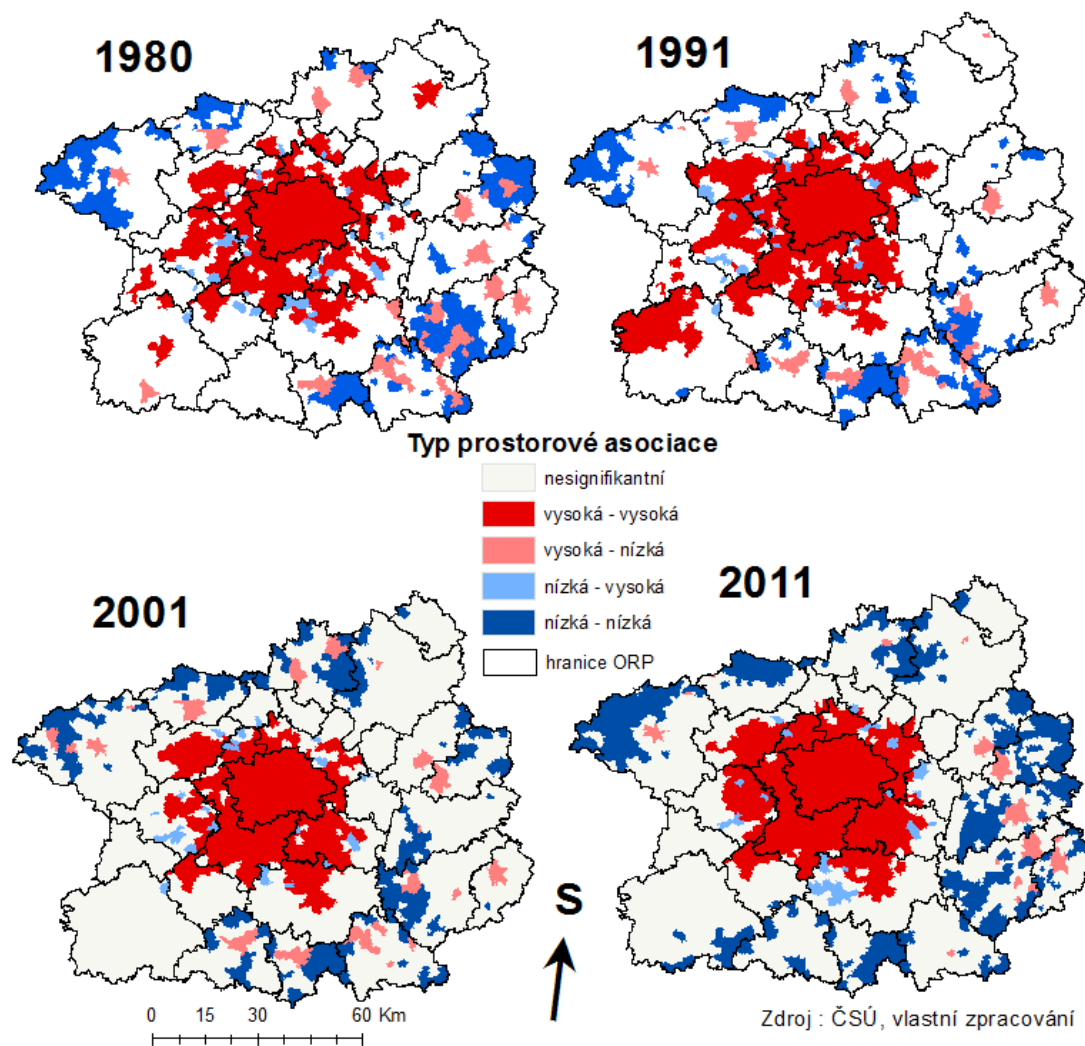 1980
1991
Typ prostorové asociace
nesignifikantní
vysoká - vysoká
vysoká - nízká
nízká - vysoká
nízká - nízká
hranice ORP
2001
2011
S
0 15 30 60 Km
Zdroj : ČSÚ, vlastní zpracování